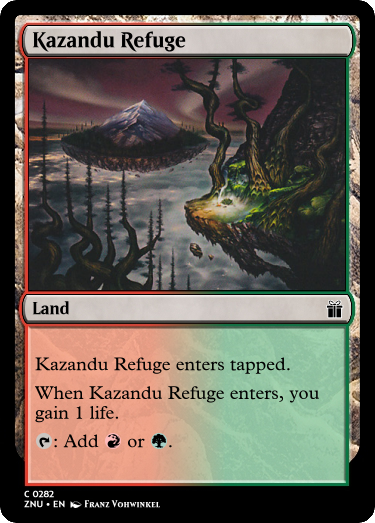 Kazandu Refuge
Land
Kazandu Refuge enters tapped.
When Kazandu Refuge enters, you
gain 1 life.
: Add or .
C 0282
ZNU • EN Franz Vohwinkel